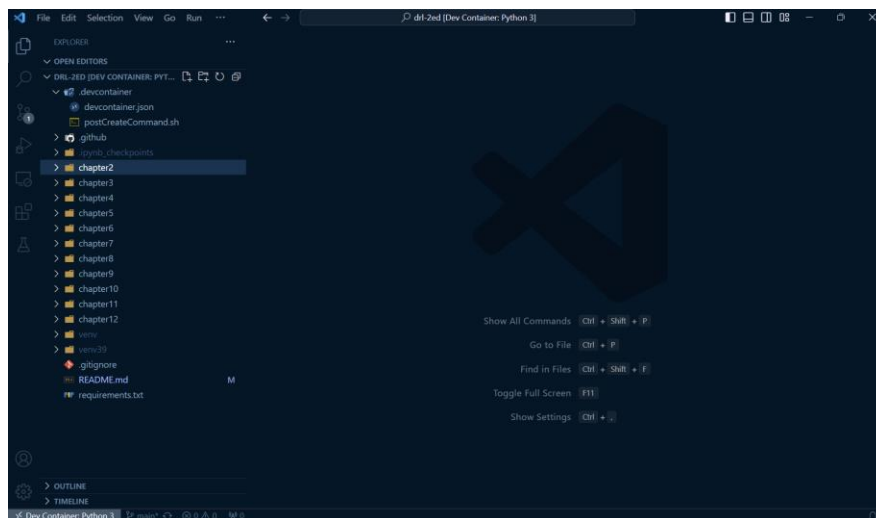 File Edit Selection View Go Run ... drl-2ed [Dev Container: Python 3]
EXPLORER
OPEN EDITORS
DRL-2ED [DEV CONTAINER: PYT...
.devcontainer
devcontainer.json
postCreateCommand.sh
.github
.ipynb_checkpoints
chapter2
chapter3
chapter4
chapter5
chapter6
chapter7
chapter8
chapter9
chapter10
chapter11
chapter12
venv
venv39
.gitignore
README.md M
requirements.txt
Show All Commands Ctrl + Shift + P
Go to File Ctrl + P
Find in Files Ctrl + Shift + F
Toggle Full Screen F11
Show Settings Ctrl + ,
OUTLINE
TIMELINE
Dev Container: Python 3 main* 0 0 0